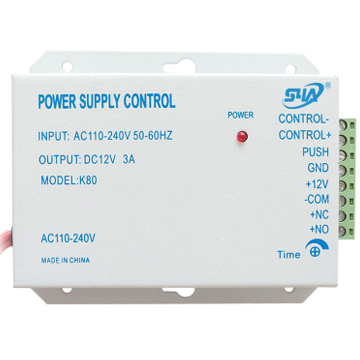 POWER SUPPLY CONTROL
INPUT: AC110-240V 50-60HZ
OUTPUT: DC12V 3A
MODEL:K80
AC110-240V
MADE IN CHINA
POWER
®
CONTROL-
CONTROL+
PUSH
GND
+12V
-COM
+NC
+NO
Time